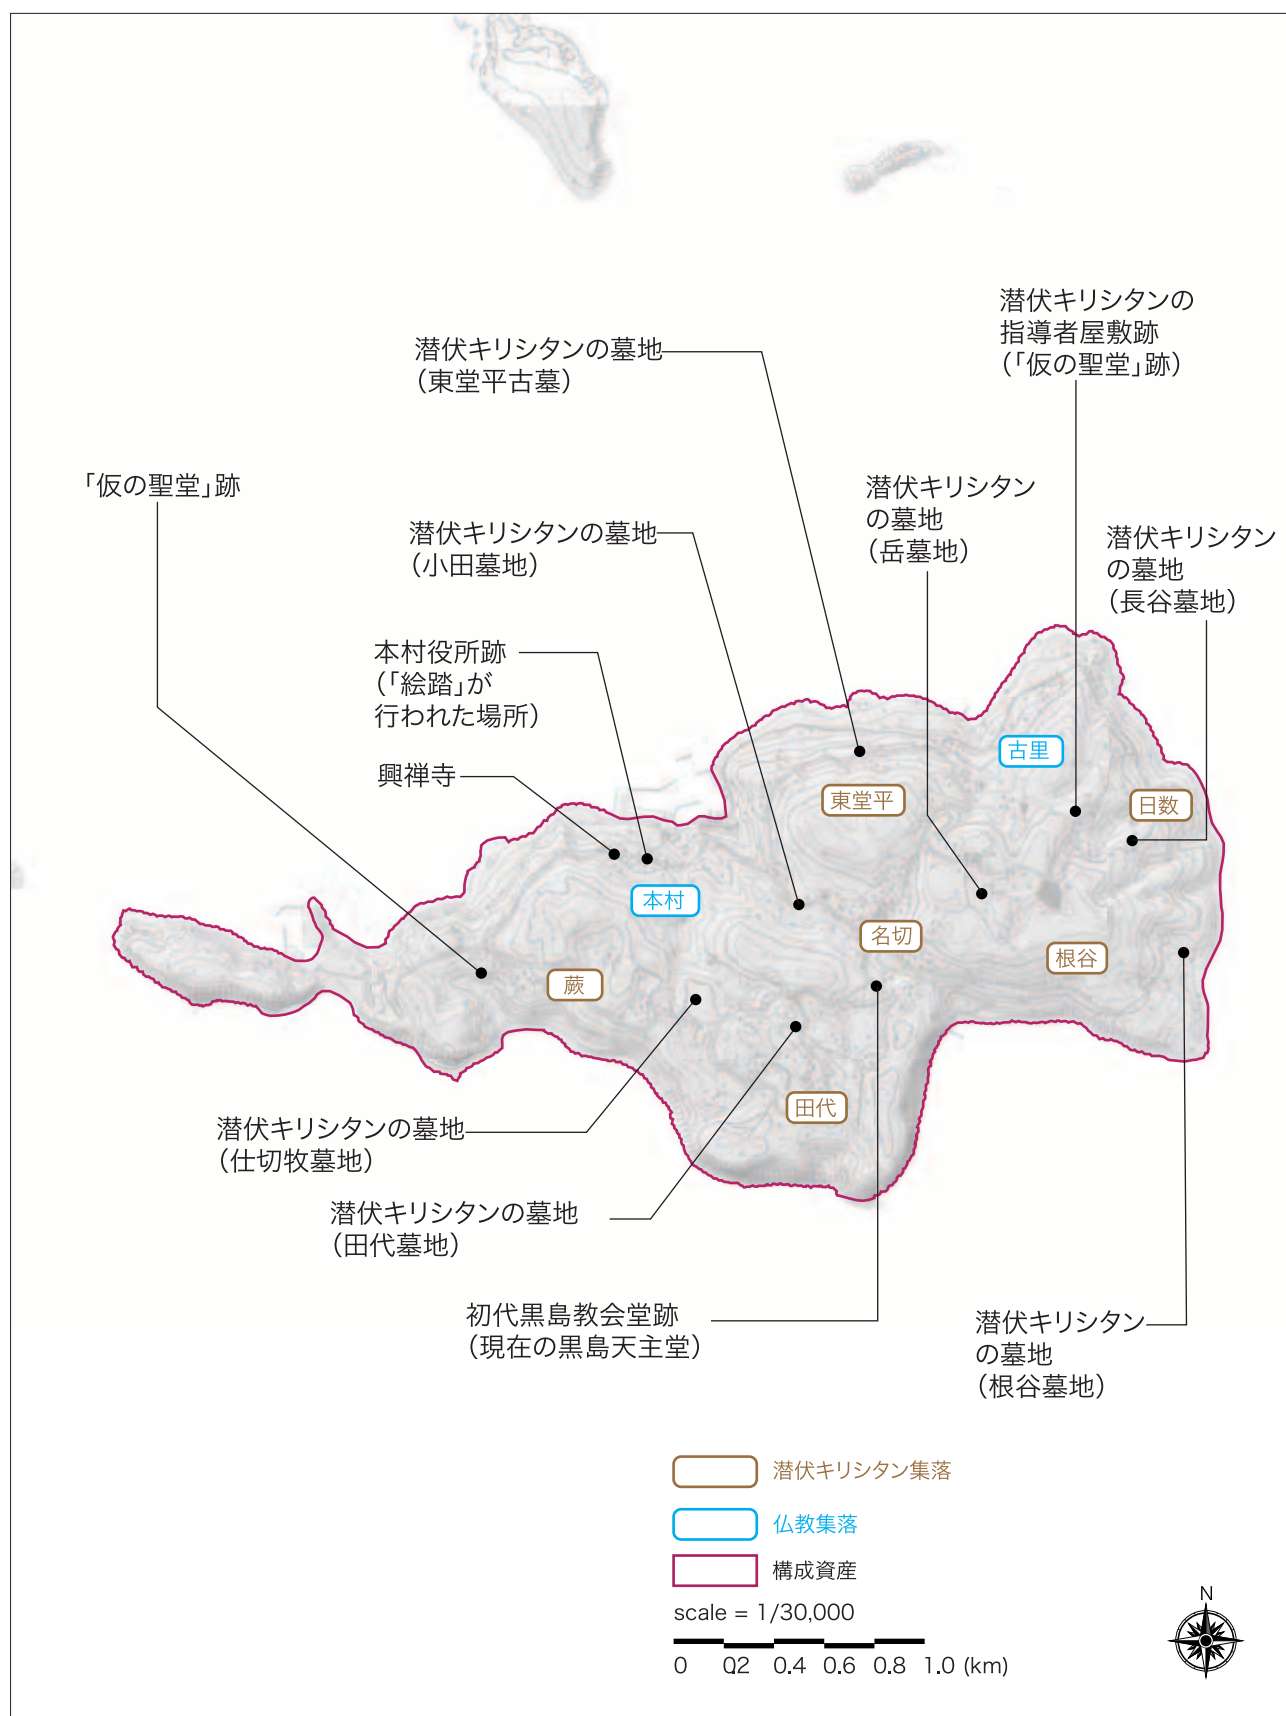 潜伏キリシタンの
指導者屋敷跡
(「仮の聖堂」跡)
潜伏キリシタンの墓地
(東堂平古墓)
「仮の聖堂」跡
潜伏キリシタン
の墓地
(岳墓地)
潜伏キリシタンの墓地
(小田墓地)
潜伏キリシタン
の墓地
(長谷墓地)
本村役所跡
(「絵踏」が
行われた場所)
興禅寺
古里
東堂平
日数
本村
名切
根谷
蕨
田代
潜伏キリシタンの墓地
(仕切牧墓地)
潜伏キリシタンの墓地
(田代墓地)
初代黒島教会堂跡
(現在の黒島天主堂)
潜伏キリシタン
の墓地
(根谷墓地)
潜伏キリシタン集落
仏教集落
構成資産
scale = 1/30,000
0 0.2 0.4 0.6 0.8 1.0 (km)
N